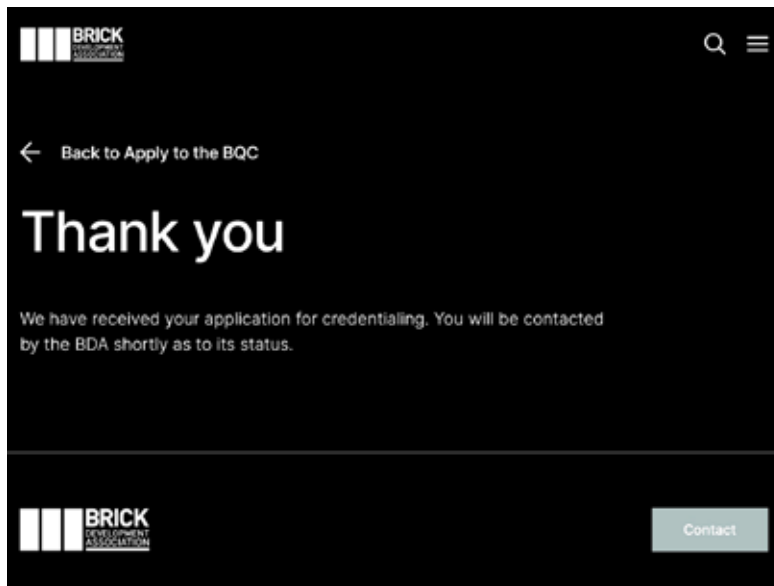 BRICK
DEVELOPMENT
ASSOCIATION
Back to Apply to the BQC
Thank you
We have received your application for credentialing. You will be contacted
by the BDA shortly as to its status.
BRICK
DEVELOPMENT
ASSOCIATION
Contact